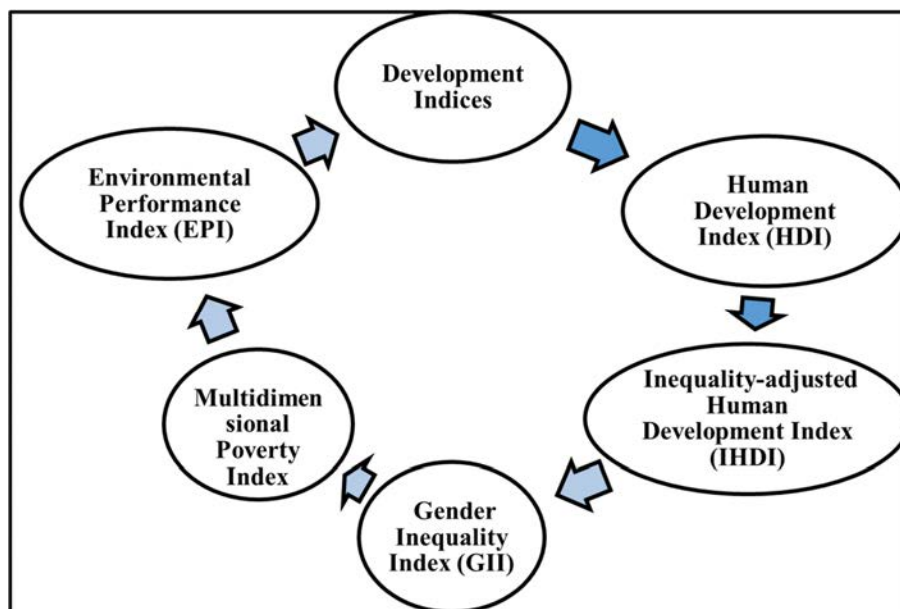 Development
Indices
Human
Development
Index (HDI)
Inequality-adjusted
Human
Development Index
(IHDI)
Gender
Inequality
Index (GII)
Multidimen
sional
Poverty
Index
Environmental
Performance
Index (EPI)